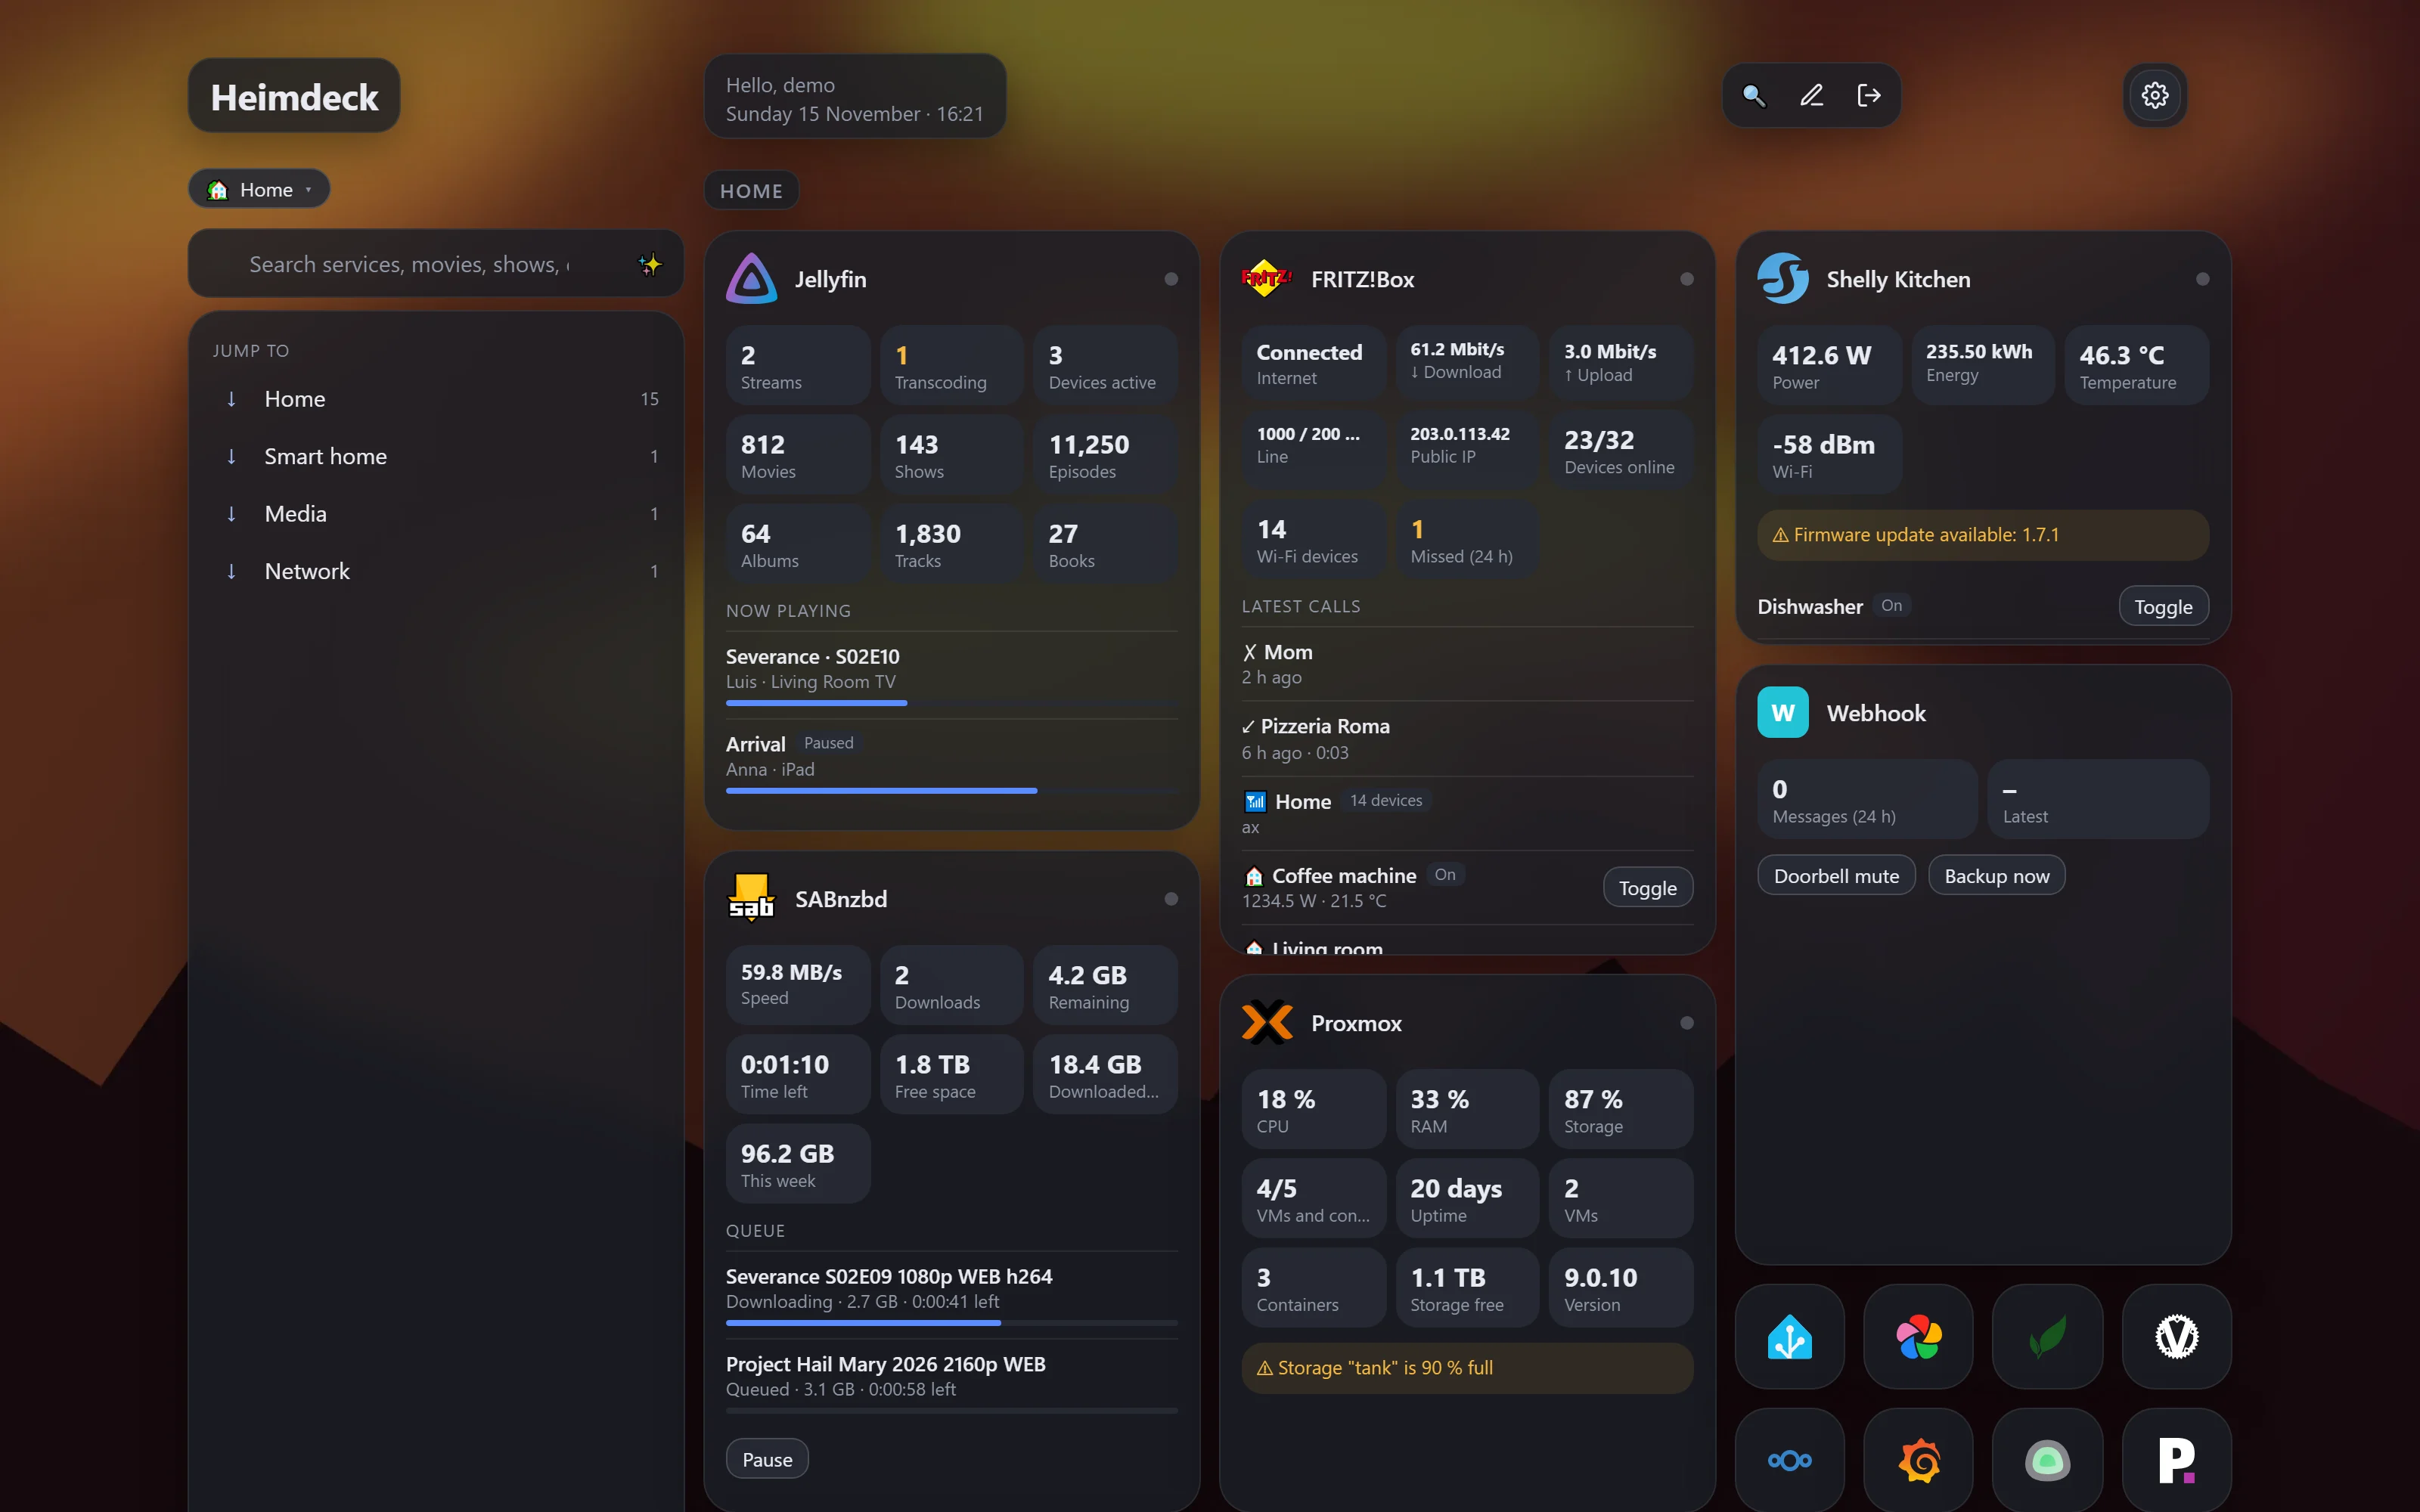 Heimdeck
Hello, demo
Sunday 15 November · 16:21
Home
Search services, movies, shows,
JUMP TO
↓ Home 15
↓ Smart home 1
↓ Media 1
↓ Network 1
HOME
Jellyfin
2 Streams
1 Transcoding
3 Devices active
812 Movies
143 Shows
11,250 Episodes
64 Albums
1,830 Tracks
27 Books
NOW PLAYING
Severance · S02E10
Luis · Living Room TV
Arrival Paused
Anna · iPad
sab
SABnzbd
59.8 MB/s Speed
2 Downloads
4.2 GB Remaining
0:01:10 Time left
1.8 TB Free space
18.4 GB Downloaded...
96.2 GB This week
QUEUE
Severance S02E09 1080p WEB h264
Downloading · 2.7 GB · 0:00:41 left
Project Hail Mary 2026 2160p WEB
Queued · 3.1 GB · 0:00:58 left
Pause
FRITZ!
FRITZ!Box
Connected Internet
61.2 Mbit/s ↓ Download
3.0 Mbit/s ↑ Upload
1000 / 200 ... Line
203.0.113.42 Public IP
23/32 Devices online
14 Wi-Fi devices
1 Missed (24 h)
LATEST CALLS
✗ Mom
2 h ago
✓ Pizzeria Roma
6 h ago · 0:03
Home 14 devices
ax
Coffee machine On
1234.5 W · 21.5 °C
Toggle
Living room
Proxmox
18 % CPU
33 % RAM
87 % Storage
4/5 VMs and con...
20 days Uptime
2 VMs
3 Containers
1.1 TB Storage free
9.0.10 Version
⚠ Storage "tank" is 90 % full
Shelly Kitchen
412.6 W Power
235.50 kWh Energy
46.3 °C Temperature
-58 dBm Wi-Fi
⚠ Firmware update available: 1.7.1
Dishwasher On
Toggle
W
Webhook
0 Messages (24 h)
– Latest
Doorbell mute
Backup now
V
P.